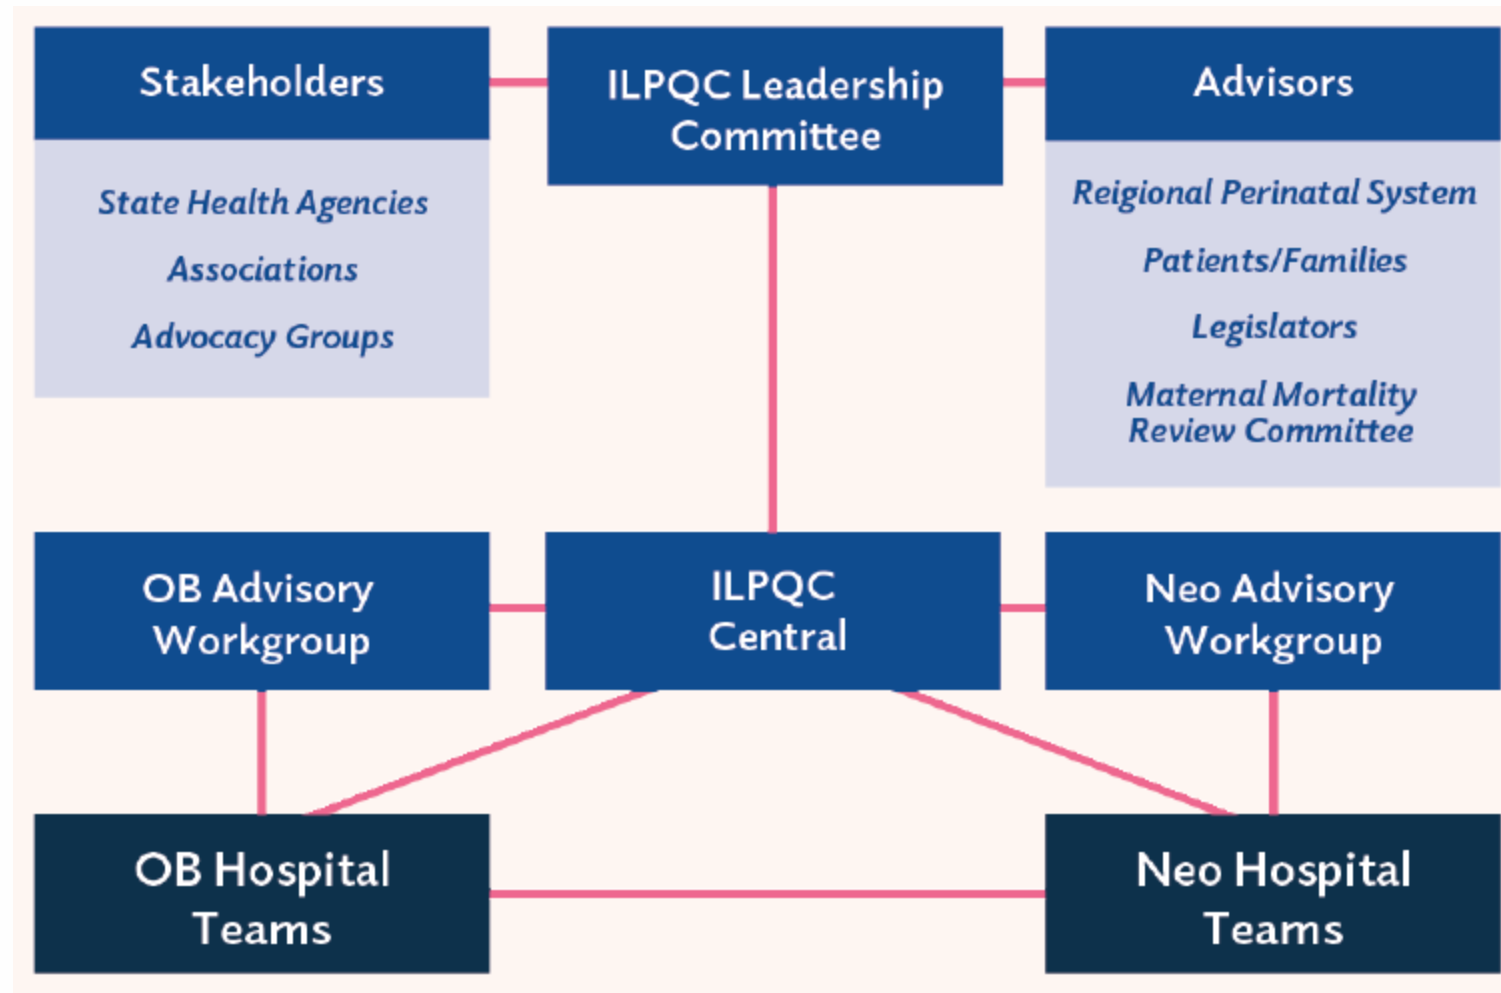 Stakeholders
State Health Agencies
Associations
Advocacy Groups
ILPQC Leadership
Committee
Advisors
Reigional Perinatal System
Patients/Families
Legislators
Maternal Mortality
Review Committee
OB Advisory
Workgroup
ILPQC
Central
Neo Advisory
Workgroup
OB Hospital
Teams
Neo Hospital
Teams